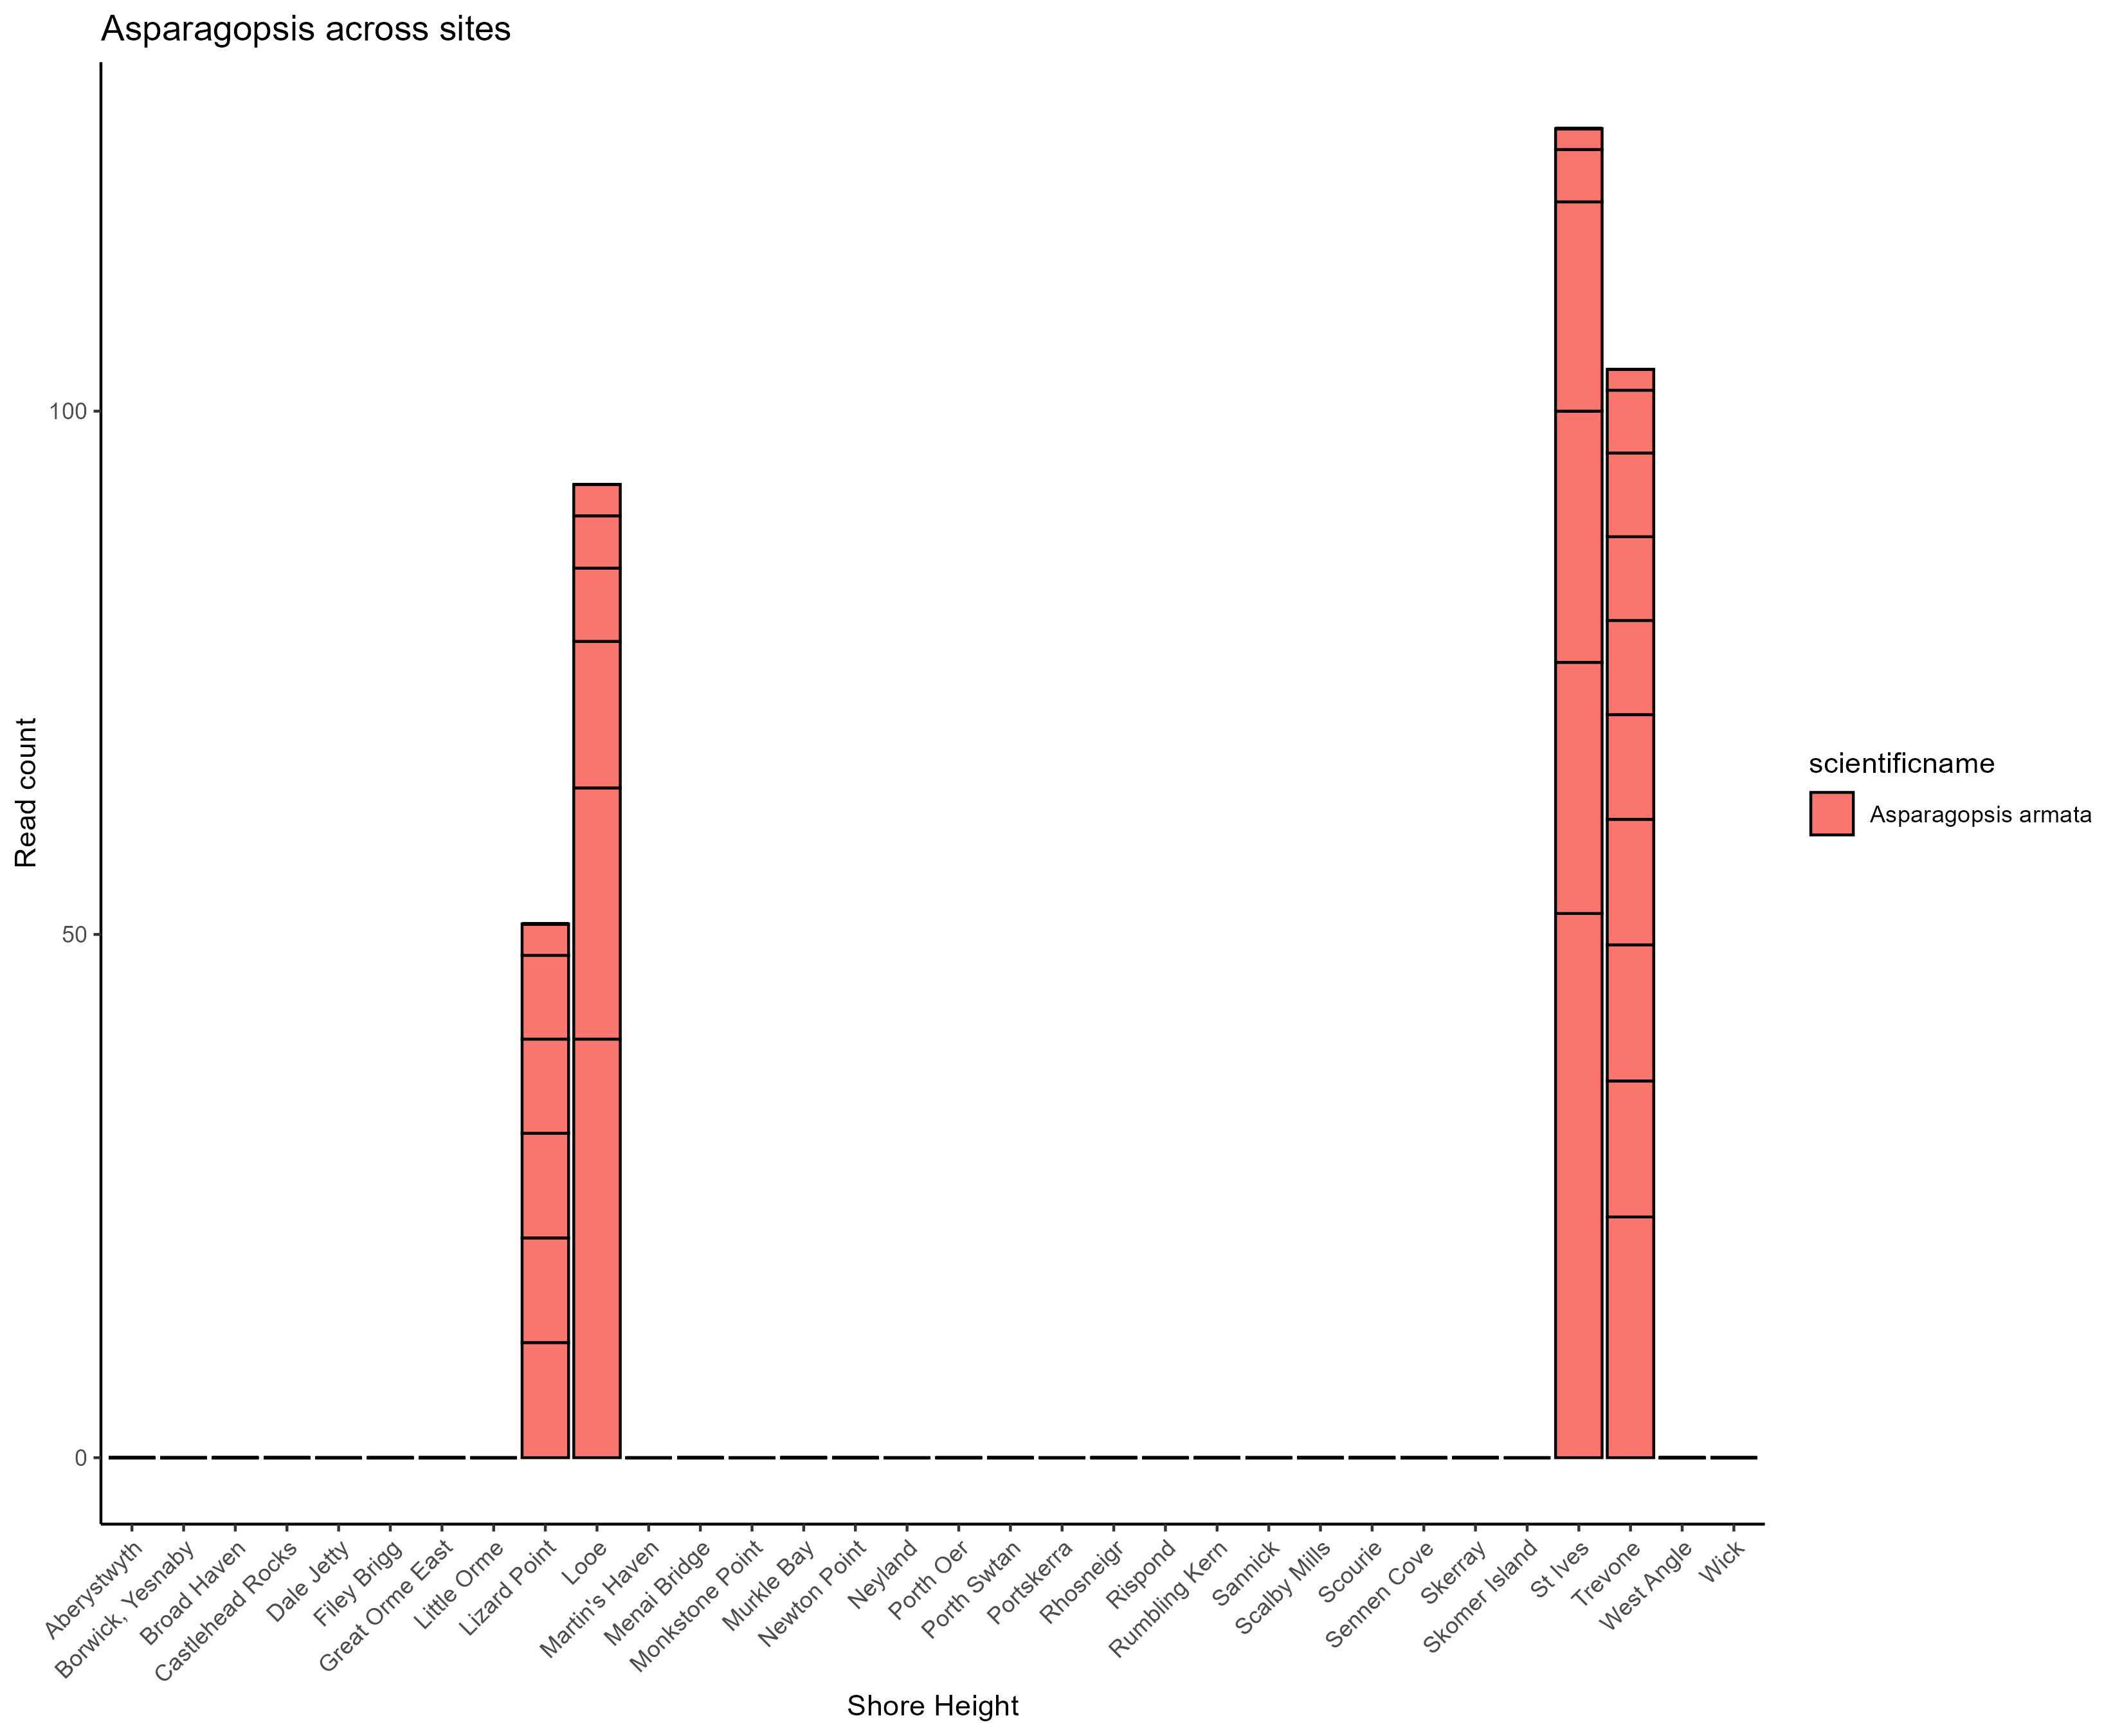 Asparagopsis across sites
Read count
100
50
0
Aberystwyth
Borwick, Yesnaby
Broad Haven
Castlehead Rocks
Dale Jetty
Filey Brigg
Great Orme East
Little Orme
Lizard Point
Looe
Martin's Haven
Menai Bridge
Monkstone Point
Murkle Bay
Newton Point
Neyland
Porth Oer
Porth Swtan
Portskerra
Rhosneigr
Rispond
Rumbling Kern
Sannick
Scalby Mills
Scourie
Sennen Cove
Skerray
Skomer Island
St Ives
Trevone
West Angle
Wick
Shore Height
scientificname
Asparagopsis armata